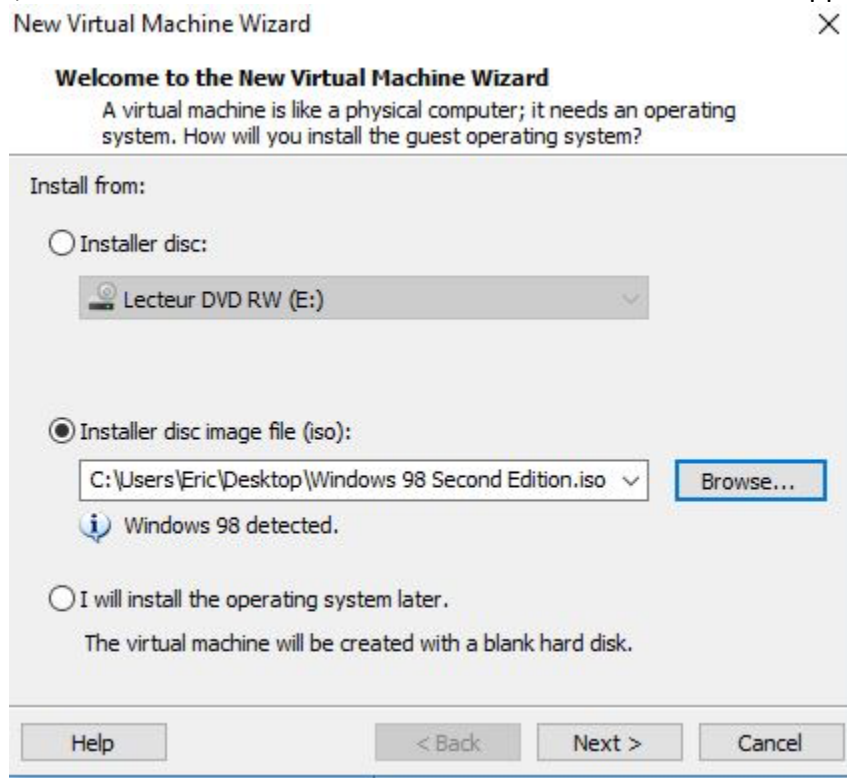 New Virtual Machine Wizard
Welcome to the New Virtual Machine Wizard
A virtual machine is like a physical computer; it needs an operating
system. How will you install the guest operating system?
Install from:
Installer disc:
Lecteur DVD RW (E:)
Installer disc image file (iso):
C:\Users\Eric\Desktop\Windows 98 Second Edition.iso
Browse...
Windows 98 detected.
I will install the operating system later.
The virtual machine will be created with a blank hard disk.
Help
< Back
Next >
Cancel